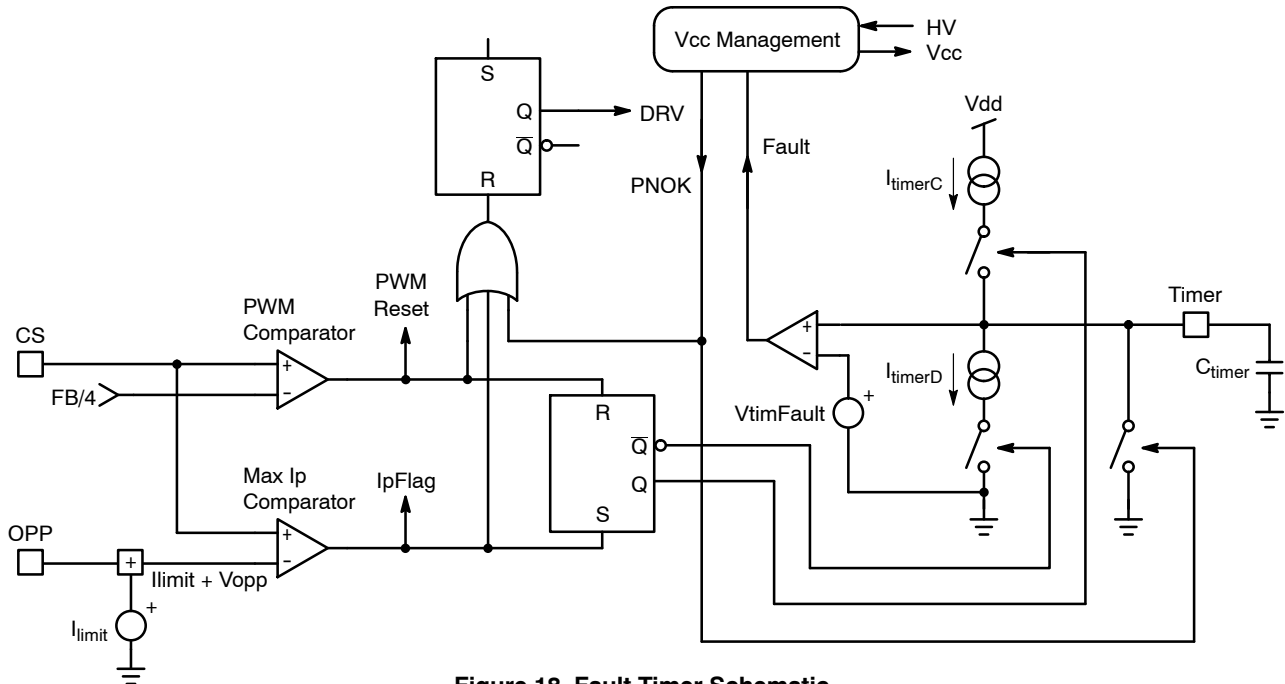 Vcc Management
HV
Vcc
S
Q
DRV
Q
R
PNOK
Fault
Vdd
ItimerC
PWM
Reset
PWM
Comparator
CS
+
−
FB/4
Timer
+
−
ItimerD
Ctimer
VtimFault
+
R
Q
Q
S
Max Ip
Comparator
IpFlag
OPP
+
+
−
Ilimit + Vopp
Ilimit
+
Figure 18. Fault Timer Schematic